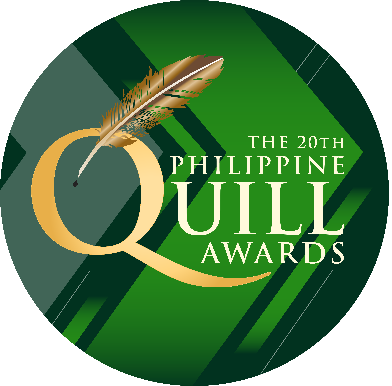 THE 20TH
PHILIPPINE
QUILL
AWARDS